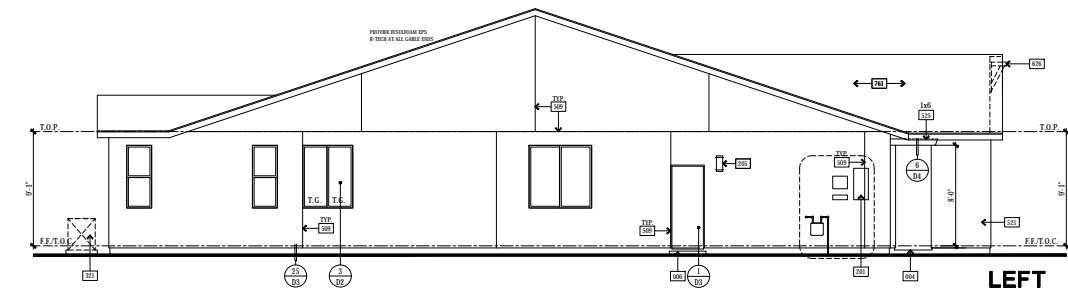 PROVIDE INSULFOAM EPS
R-TECH AT ALL GABLE ENDS
626
761
TYP.
509
1x6
525
T.O.P.
T.O.P.
TYP.
509
6
D4
205
9'-1"
8'-0"
9'-1"
T.G. T.G.
TYP.
509
TYP.
509
521
F.F./T.O.C.
F.F./T.O.C.
321
25
D3
3
D2
006
1
D3
201
004
LEFT